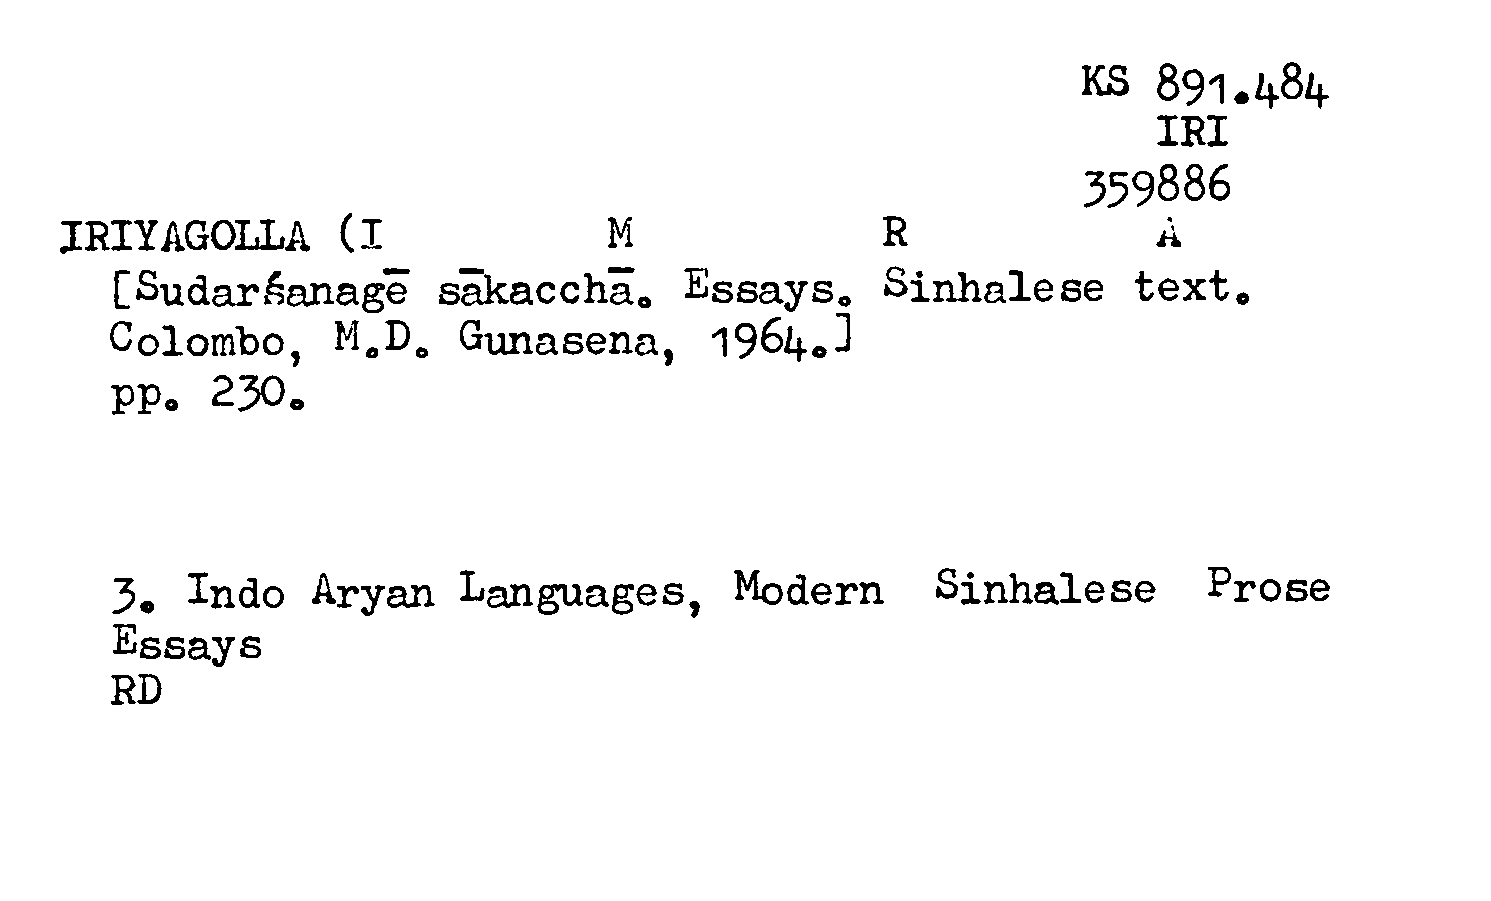 KS 891.484
IRI
359886
IRIYAGOLLA (I M R A
[Sudarśanagē sākacchā. Essays. Sinhalese text.
Colombo, M.D. Gunasena, 1964.]
pp. 230.
3. Indo Aryan Languages, Modern Sinhalese Prose
Essays
RD